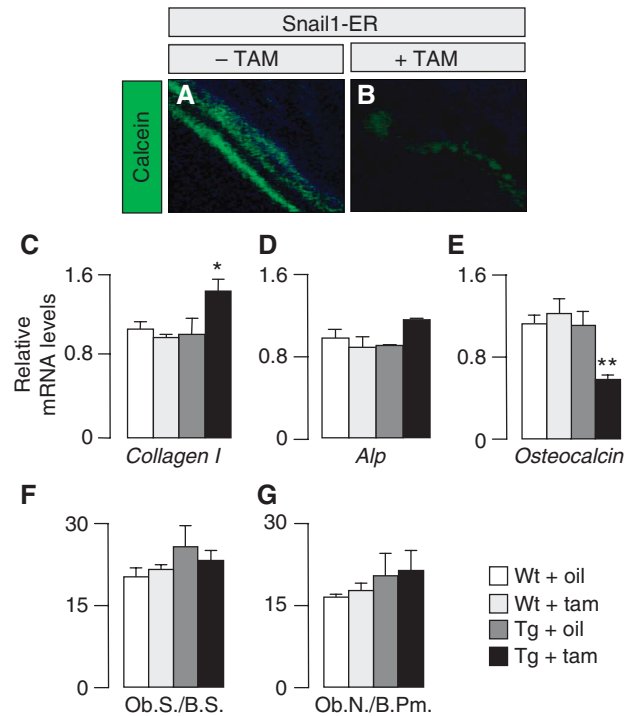 Snail1-ER
– TAM
+ TAM
Calcein
A
B
C
D
E
Relative
mRNA levels
1.6
0.8
0
*
Collagen I
1.6
0.8
0
Alp
1.6
0.8
0
**
Osteocalcin
F
G
30
15
0
Ob.S./B.S.
30
15
0
Ob.N./B.Pm.
Wt + oil
Wt + tam
Tg + oil
Tg + tam